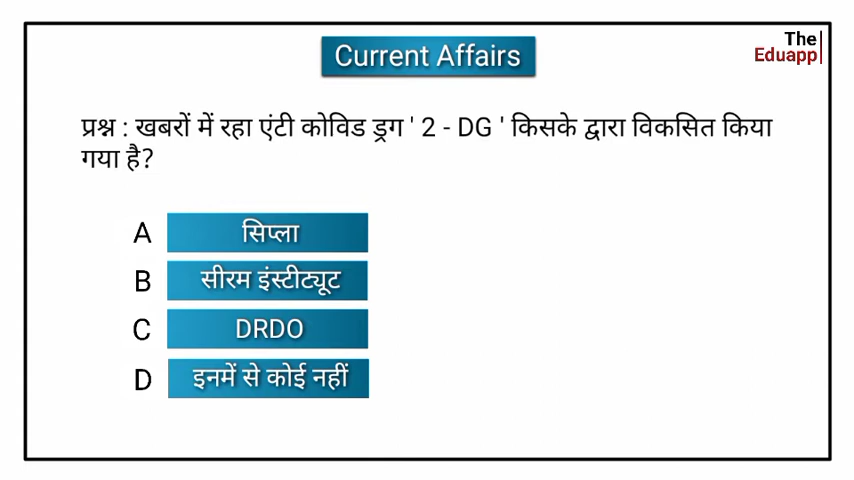 Current Affairs
The
Eduapp
प्रश्न : खबरों में रहा एंटी कोविड ड्रग ' 2 - DG ' किसके द्वारा विकसित किया
गया है?
A सिप्ला
B सीरम इंस्टीट्यूट
C DRDO
D इनमें से कोई नहीं